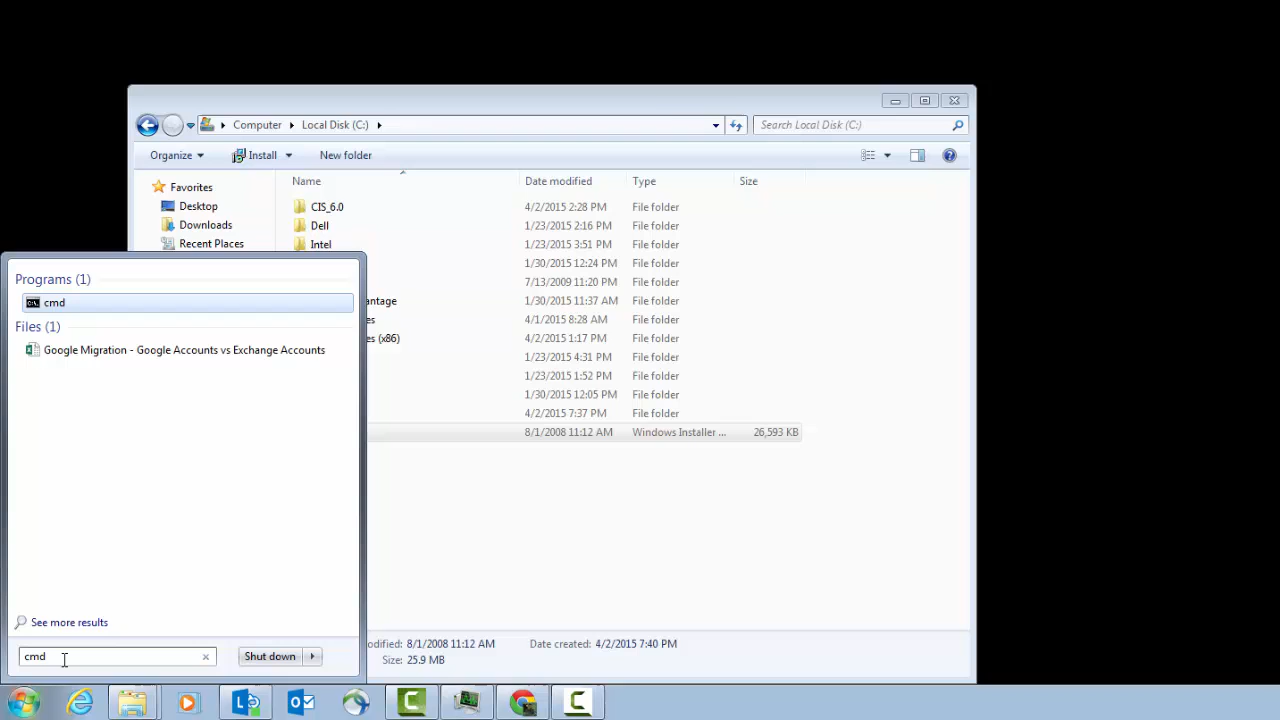 Computer Local Disk (C:)
Search Local Disk (C:)
Organize Install New folder
Name Date modified Type Size
Favorites
Desktop
Downloads
Recent Places
CIS_6.0 4/2/2015 2:28 PM File folder
Dell 1/23/2015 2:16 PM File folder
Intel 1/23/2015 3:51 PM File folder
1/30/2015 12:24 PM File folder
7/13/2009 11:20 PM File folder
antage 1/30/2015 11:37 AM File folder
es 4/1/2015 8:28 AM File folder
es (x86) 4/2/2015 1:17 PM File folder
1/23/2015 4:31 PM File folder
1/23/2015 1:52 PM File folder
1/30/2015 12:05 PM File folder
4/2/2015 7:37 PM File folder
8/1/2008 11:12 AM Windows Installer ... 26,593 KB
odified: 8/1/2008 11:12 AM Date created: 4/2/2015 7:40 PM
Size: 25.9 MB
Programs (1)
cmd
Files (1)
Google Migration - Google Accounts vs Exchange Accounts
See more results
cmd
Shut down